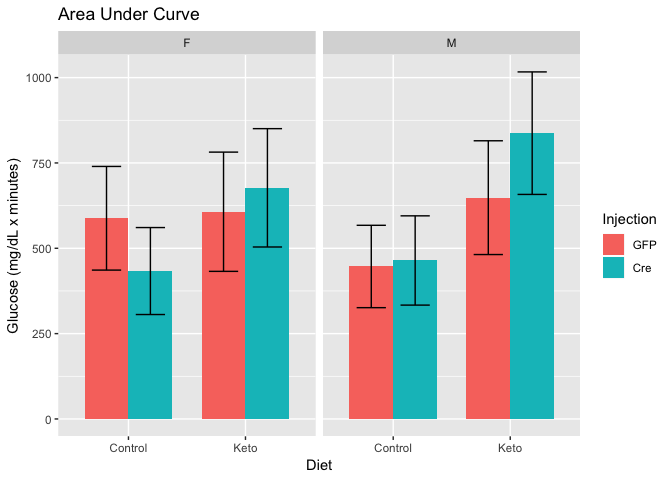 Area Under Curve
F
M
Glucose (mg/dL x minutes)
1000
750
500
250
0
Control
Keto
Control
Keto
Diet
Injection
GFP
Cre